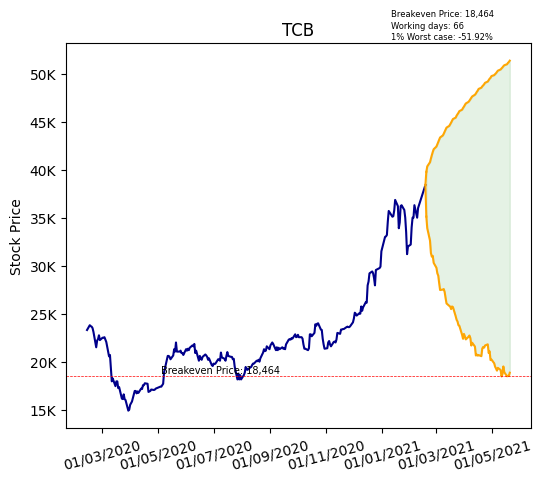 Breakeven Price: 18,464
Working days: 66
1% Worst case: -51.92%
TCB
Stock Price
50K
45K
40K
35K
30K
25K
20K
15K
Breakeven Price: 18,464
01/03/2020
01/05/2020
01/07/2020
01/09/2020
01/11/2020
01/01/2021
01/03/2021
01/05/2021